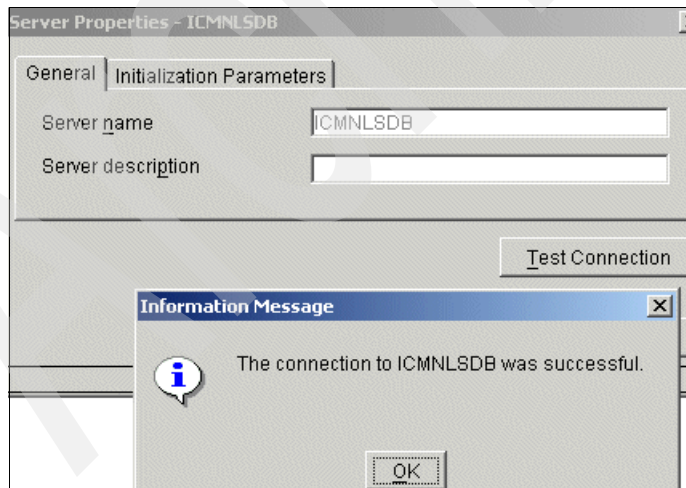 Server Properties - ICMNLSDB
General
Initialization Parameters
Server name
ICMNLSDB
Server description
Test Connection
Information Message
The connection to ICMNLSDB was successful.
OK